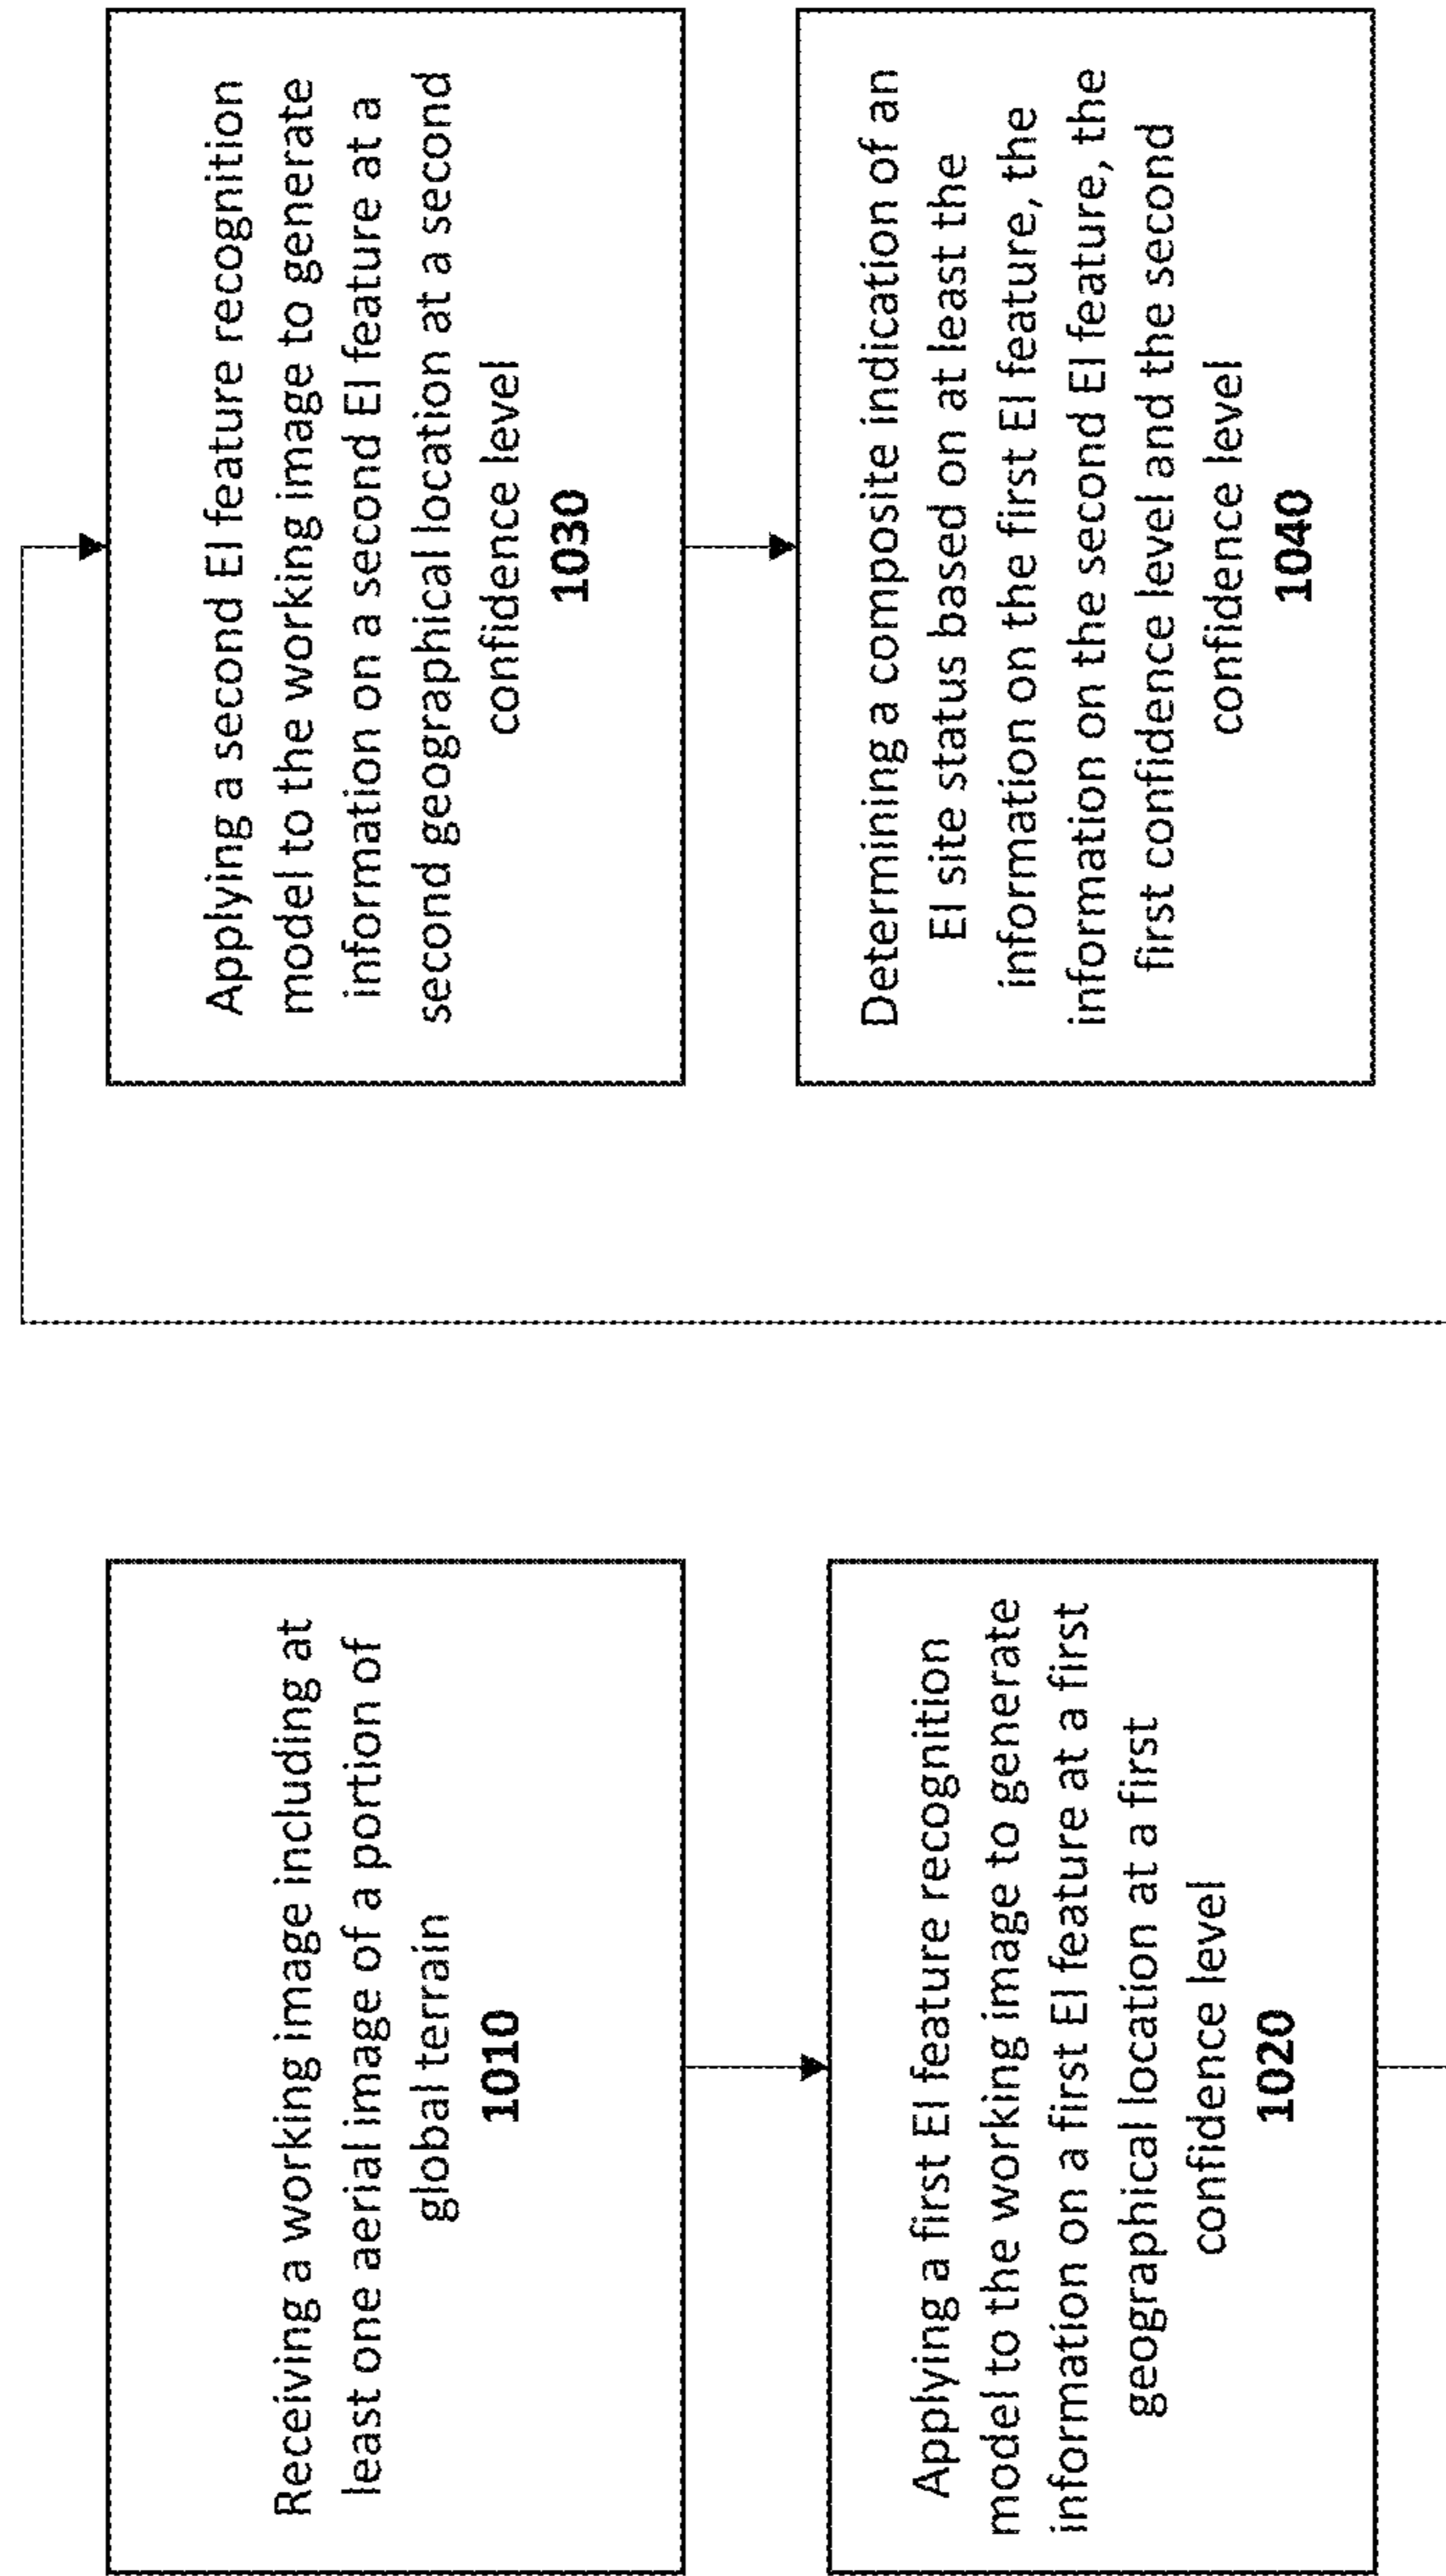 Receiving a working image including at
least one aerial image of a portion of
global terrain
1010
Applying a first EI feature recognition
model to the working image to generate
information on a first EI feature at a first
geographical location at a first
confidence level
1020
Applying a second EI feature recognition
model to the working image to generate
information on a second EI feature at a
second geographical location at a second
confidence level
1030
Determining a composite indication of an
EI site status based on at least the
information on the first EI feature, the
information on the second EI feature, the
first confidence level and the second
confidence level
1040